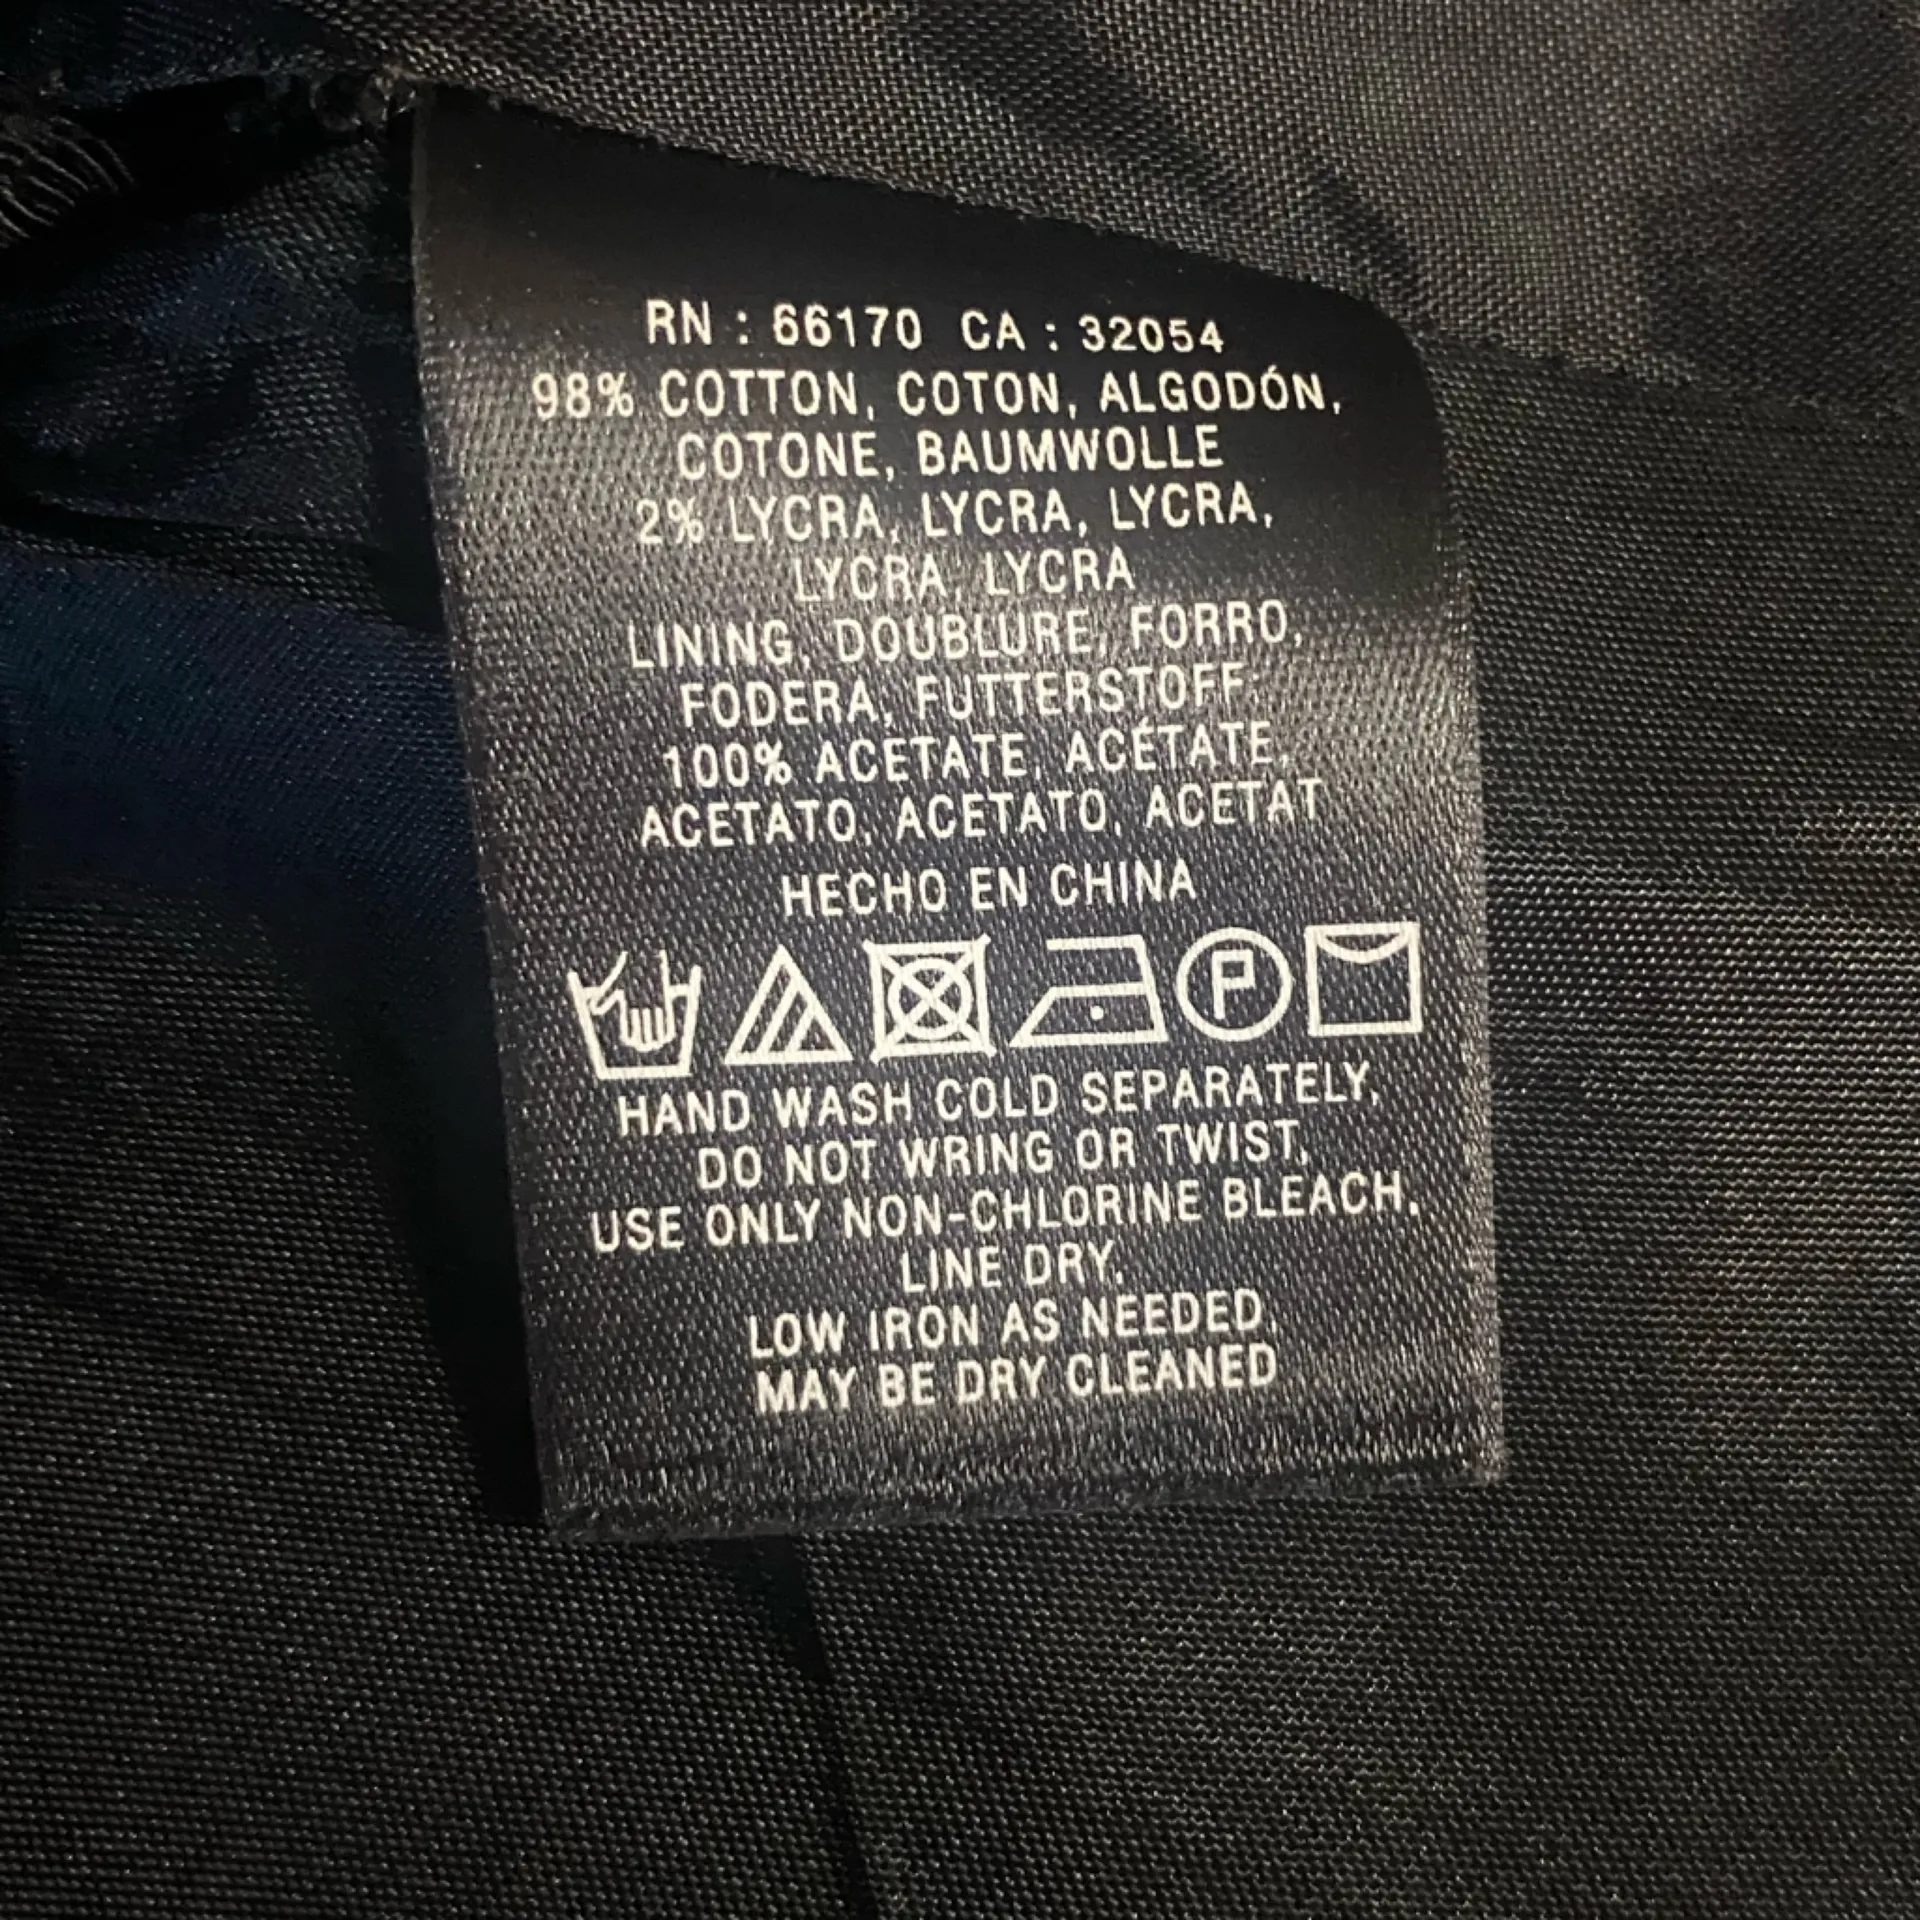 RN : 66170 CA : 32054
98% COTTON, COTON, ALGODÓN,
COTONE, BAUMWOLLE
2% LYCRA, LYCRA, LYCRA,
LYCRA, LYCRA
LINING, DOUBLURE, FORRO,
FODERA, FUTTERSTOFF:
100% ACETATE, ACÉTATE,
ACETATO, ACETATO, ACETAT
HECHO EN CHINA
P
HAND WASH COLD SEPARATELY,
DO NOT WRING OR TWIST,
USE ONLY NON-CHLORINE BLEACH,
LINE DRY,
LOW IRON AS NEEDED,
MAY BE DRY CLEANED